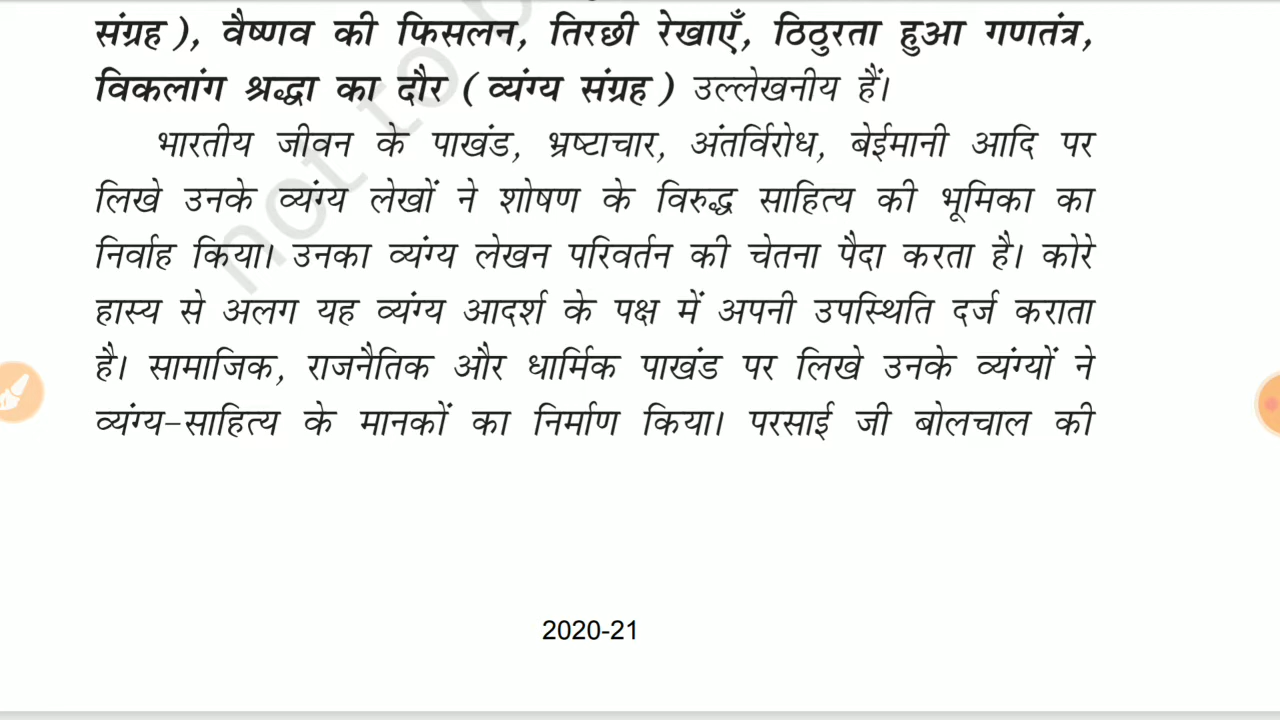 संग्रह ), वैष्णव की फिसलन, तिरछी रेखाएँ, ठिठुरता हुआ गणतंत्र,
विकलांग श्रद्धा का दौर ( व्यंग्य संग्रह ) उल्लेखनीय हैं।
भारतीय जीवन के पाखंड, भ्रष्टाचार, अंतर्विरोध, बेईमानी आदि पर
लिखे उनके व्यंग्य लेखों ने शोषण के विरुद्ध साहित्य की भूमिका का
निर्वाह किया। उनका व्यंग्य लेखन परिवर्तन की चेतना पैदा करता है। कोरे
हास्य से अलग यह व्यंग्य आदर्श के पक्ष में अपनी उपस्थिति दर्ज कराता
है। सामाजिक, राजनैतिक और धार्मिक पाखंड पर लिखे उनके व्यंग्यों ने
व्यंग्य-साहित्य के मानकों का निर्माण किया। परसाई जी बोलचाल की
not to b
2020-21